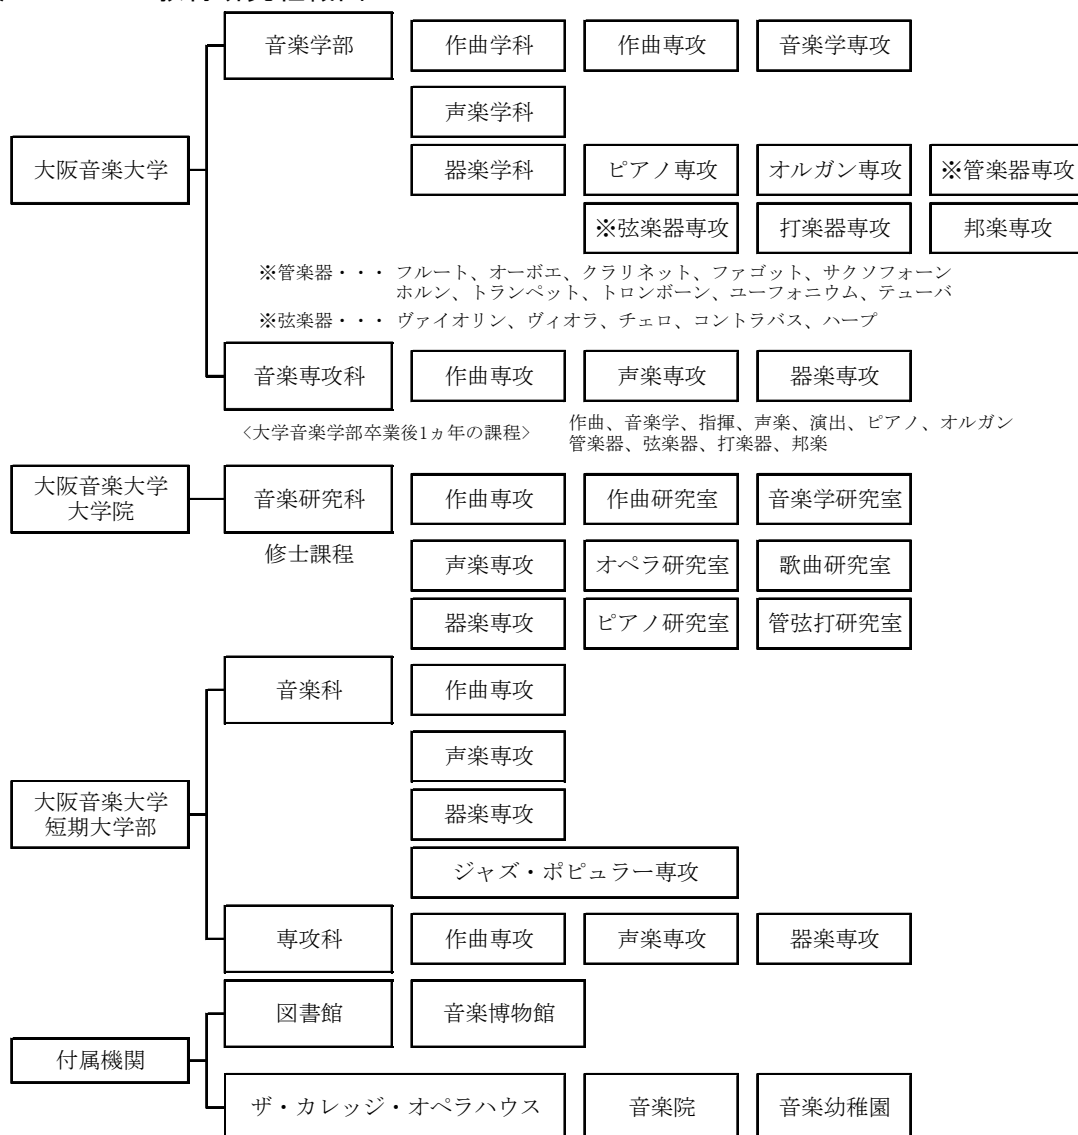 音楽学部 作曲学科 作曲専攻 音楽学専攻
声楽学科
大阪音楽大学 器楽学科 ピアノ専攻 オルガン専攻 ※管楽器専攻
※弦楽器専攻 打楽器専攻 邦楽専攻
※管楽器・・・ フルート、オーボエ、クラリネット、ファゴット、サクソフォーン
ホルン、トランペット、トロンボーン、ユーフォニウム、テューバ
※弦楽器・・・ ヴァイオリン、ヴィオラ、チェロ、コントラバス、ハープ
音楽専攻科 作曲専攻 声楽専攻 器楽専攻
〈大学音楽学部卒業後1ヵ年の課程〉 作曲、音楽学、指揮、声楽、演出、ピアノ、オルガン
管楽器、弦楽器、打楽器、邦楽
大阪音楽大学
大学院
音楽研究科 作曲専攻 作曲研究室 音楽学研究室
修士課程 声楽専攻 オペラ研究室 歌曲研究室
器楽専攻 ピアノ研究室 管弦打研究室
音楽科 作曲専攻
声楽専攻
大阪音楽大学
短期大学部
器楽専攻
ジャズ・ポピュラー専攻
専攻科 作曲専攻 声楽専攻 器楽専攻
図書館 音楽博物館
付属機関
ザ・カレッジ・オペラハウス 音楽院 音楽幼稚園